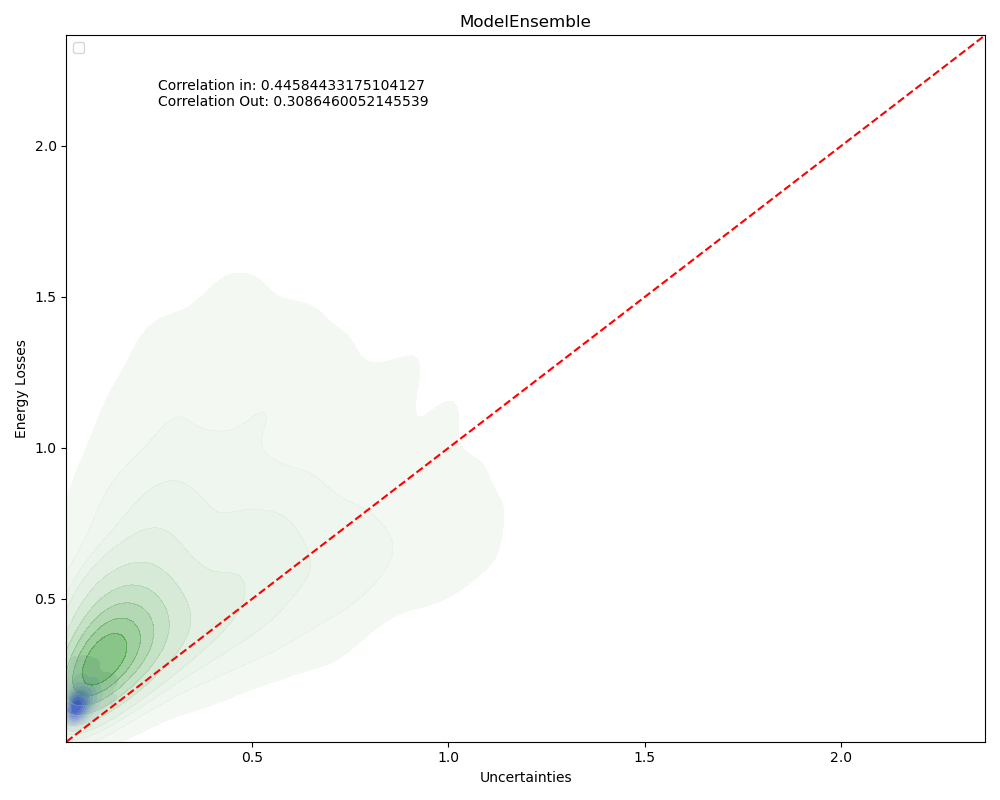 ModelEnsemble
Correlation in: 0.44584433175104127
Correlation Out: 0.3086460052145539
2.0
1.5
1.0
0.5
Energy Losses
0.5
1.0
1.5
2.0
Uncertainties